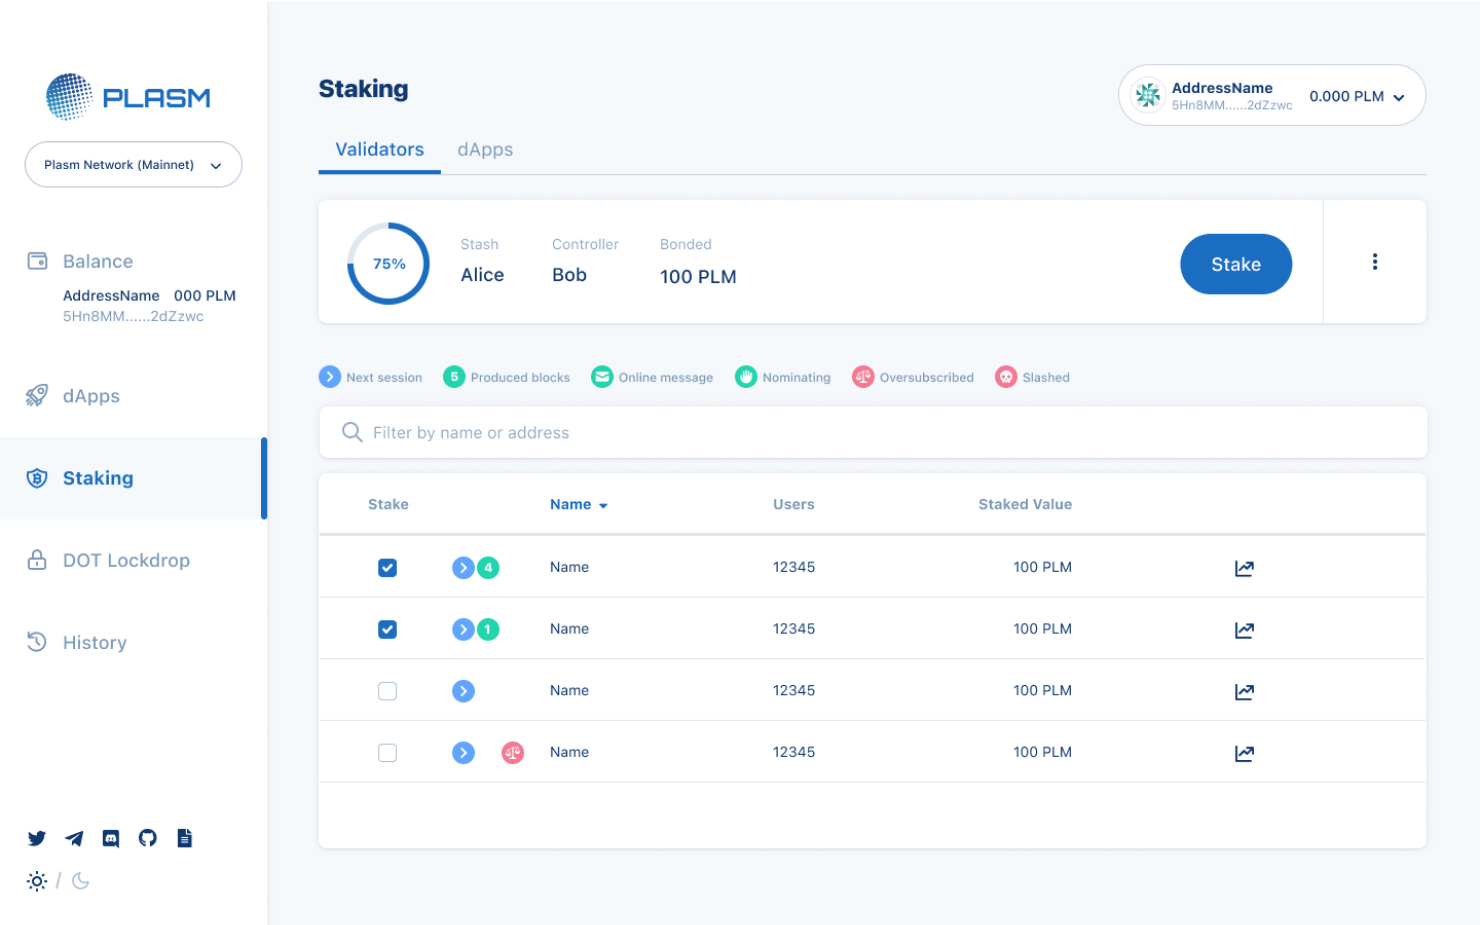 PLASM
Plasm Network (Mainnet)
Balance
AddressName 000 PLM
5Hn8MM......2dZzwc
dApps
Staking
DOT Lockdrop
History
/
Staking
AddressName
5Hn8MM......2dZzwc
0.000 PLM
Validators dApps
75%
Stash Controller Bonded
Alice Bob 100 PLM
Stake
Next session 5 Produced blocks Online message Nominating Oversubscribed Slashed
Filter by name or address
Stake Name Users Staked Value
4 Name 12345 100 PLM
1 Name 12345 100 PLM
Name 12345 100 PLM
Name 12345 100 PLM